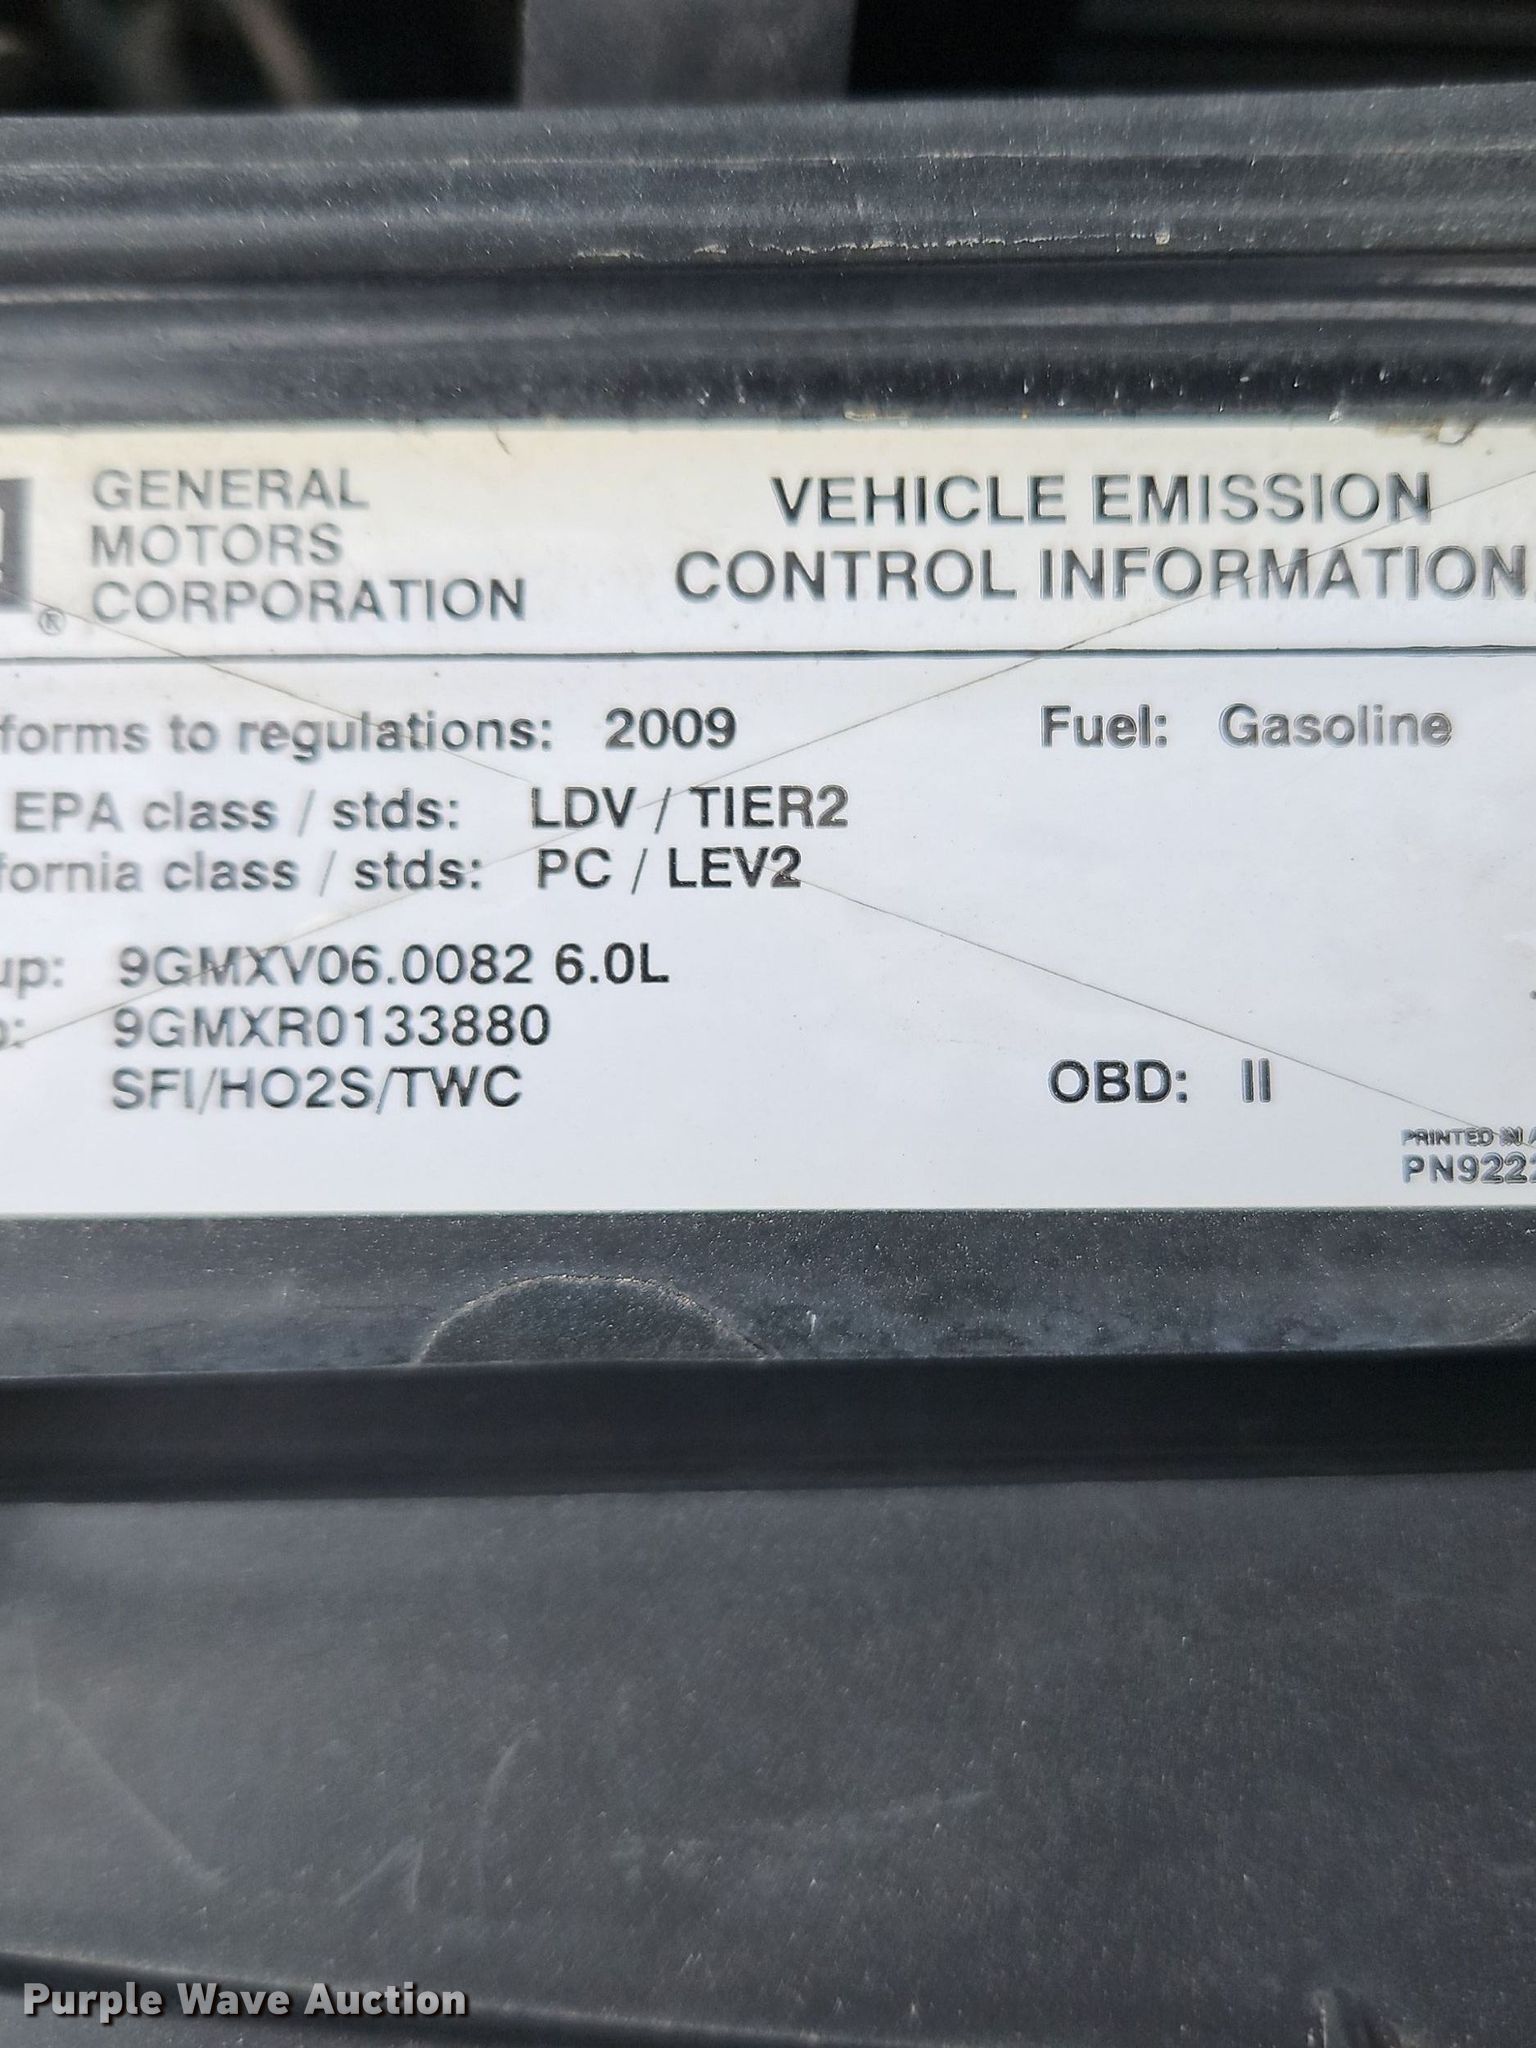 GENERAL
MOTORS
CORPORATION
®
VEHICLE EMISSION
CONTROL INFORMATION
forms to regulations: 2009 Fuel: Gasoline
EPA class / stds: LDV / TIER2
fornia class / stds: PC / LEV2
up: 9GMXV06.0082 6.0L
9GMXR0133880
SFI/HO2S/TWC OBD: II
PRINTED IN A
PN922
Purple Wave Auction